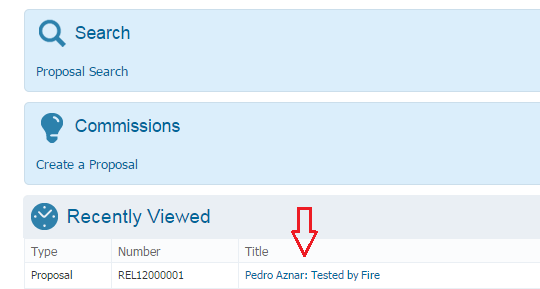 Search
Proposal Search
Commissions
Create a Proposal
Recently Viewed
Type Number Title
Proposal REL12000001 Pedro Aznar: Tested by Fire